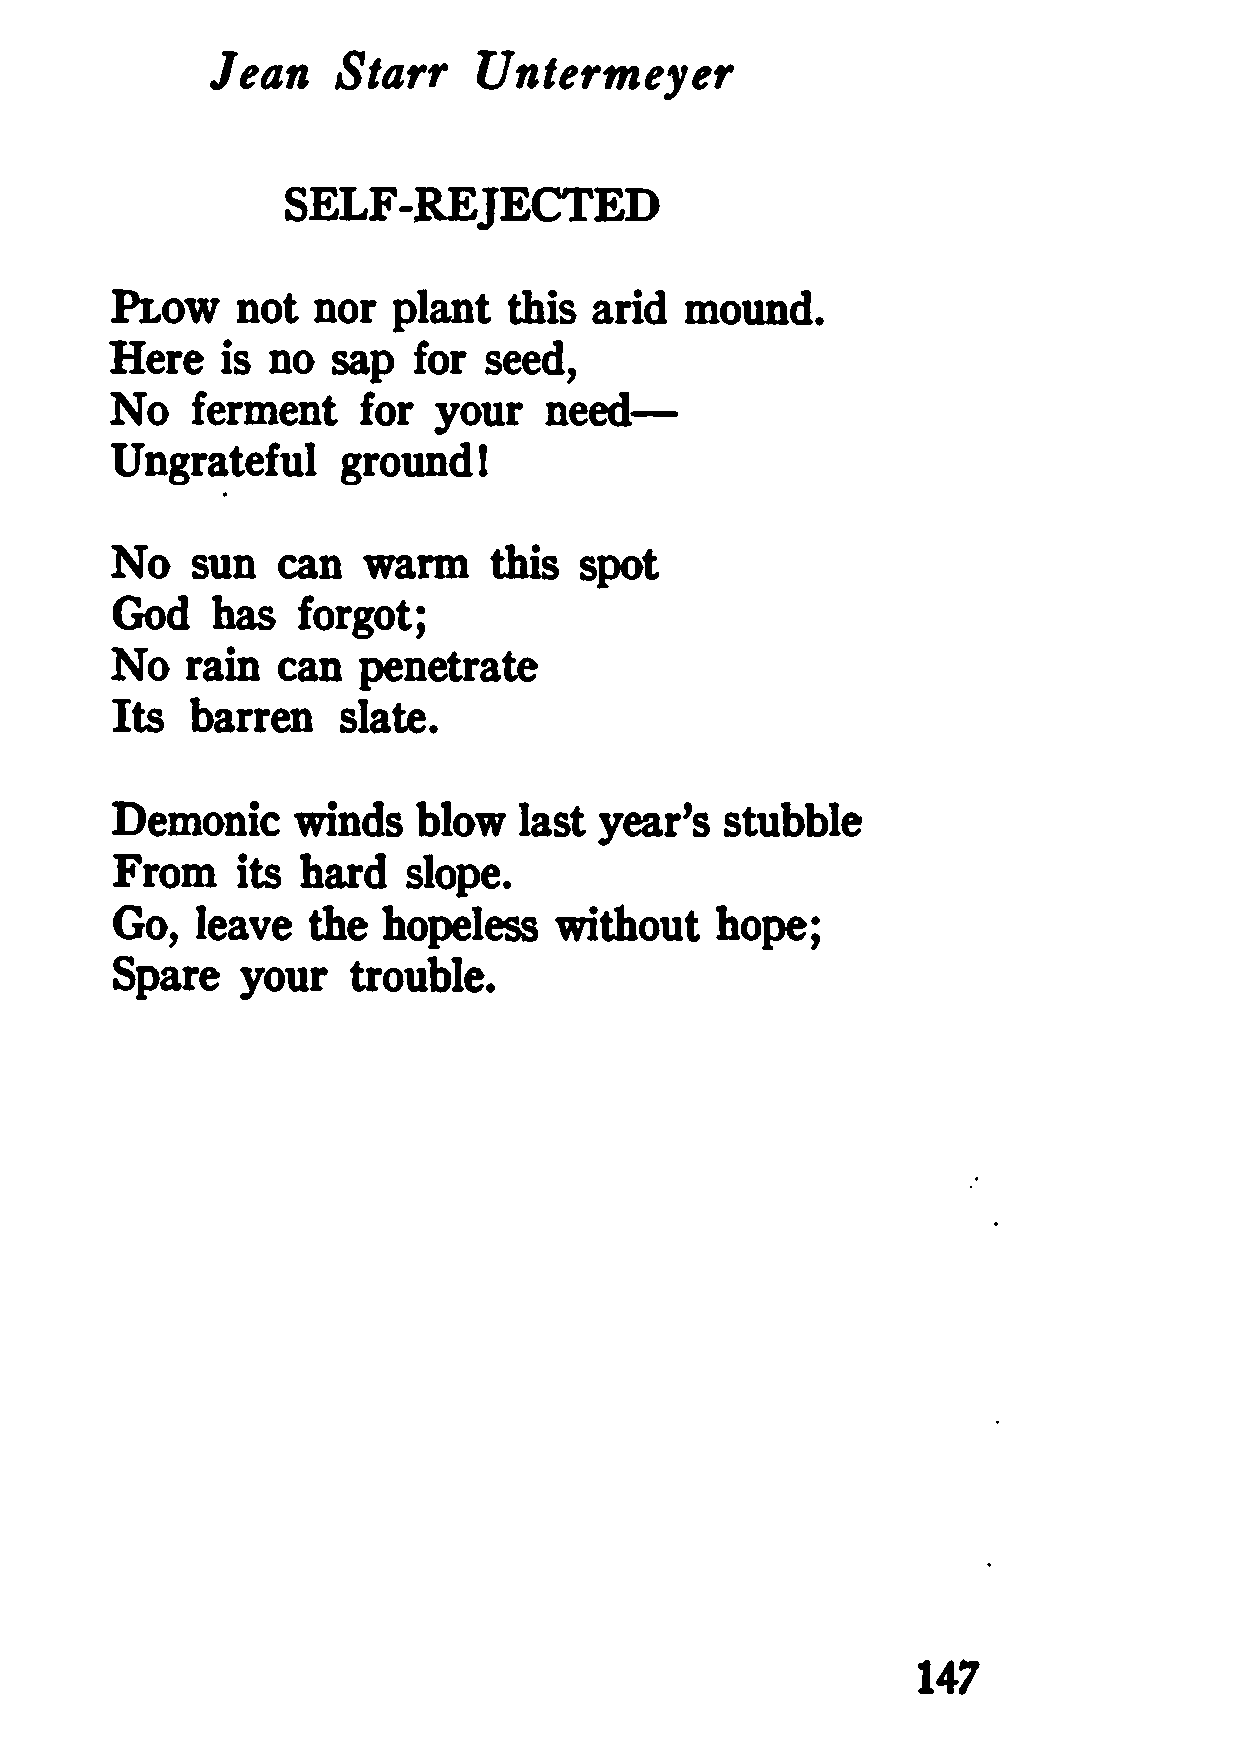 Jean Starr Untermeyer
SELF-REJECTED
PLOW not nor plant this arid mound.
Here is no sap for seed,
No ferment for your need—
Ungrateful ground!
No sun can warm this spot
God has forgot;
No rain can penetrate
Its barren slate.
Demonic winds blow last year's stubble
From its hard slope.
Go, leave the hopeless without hope;
Spare your trouble.
147